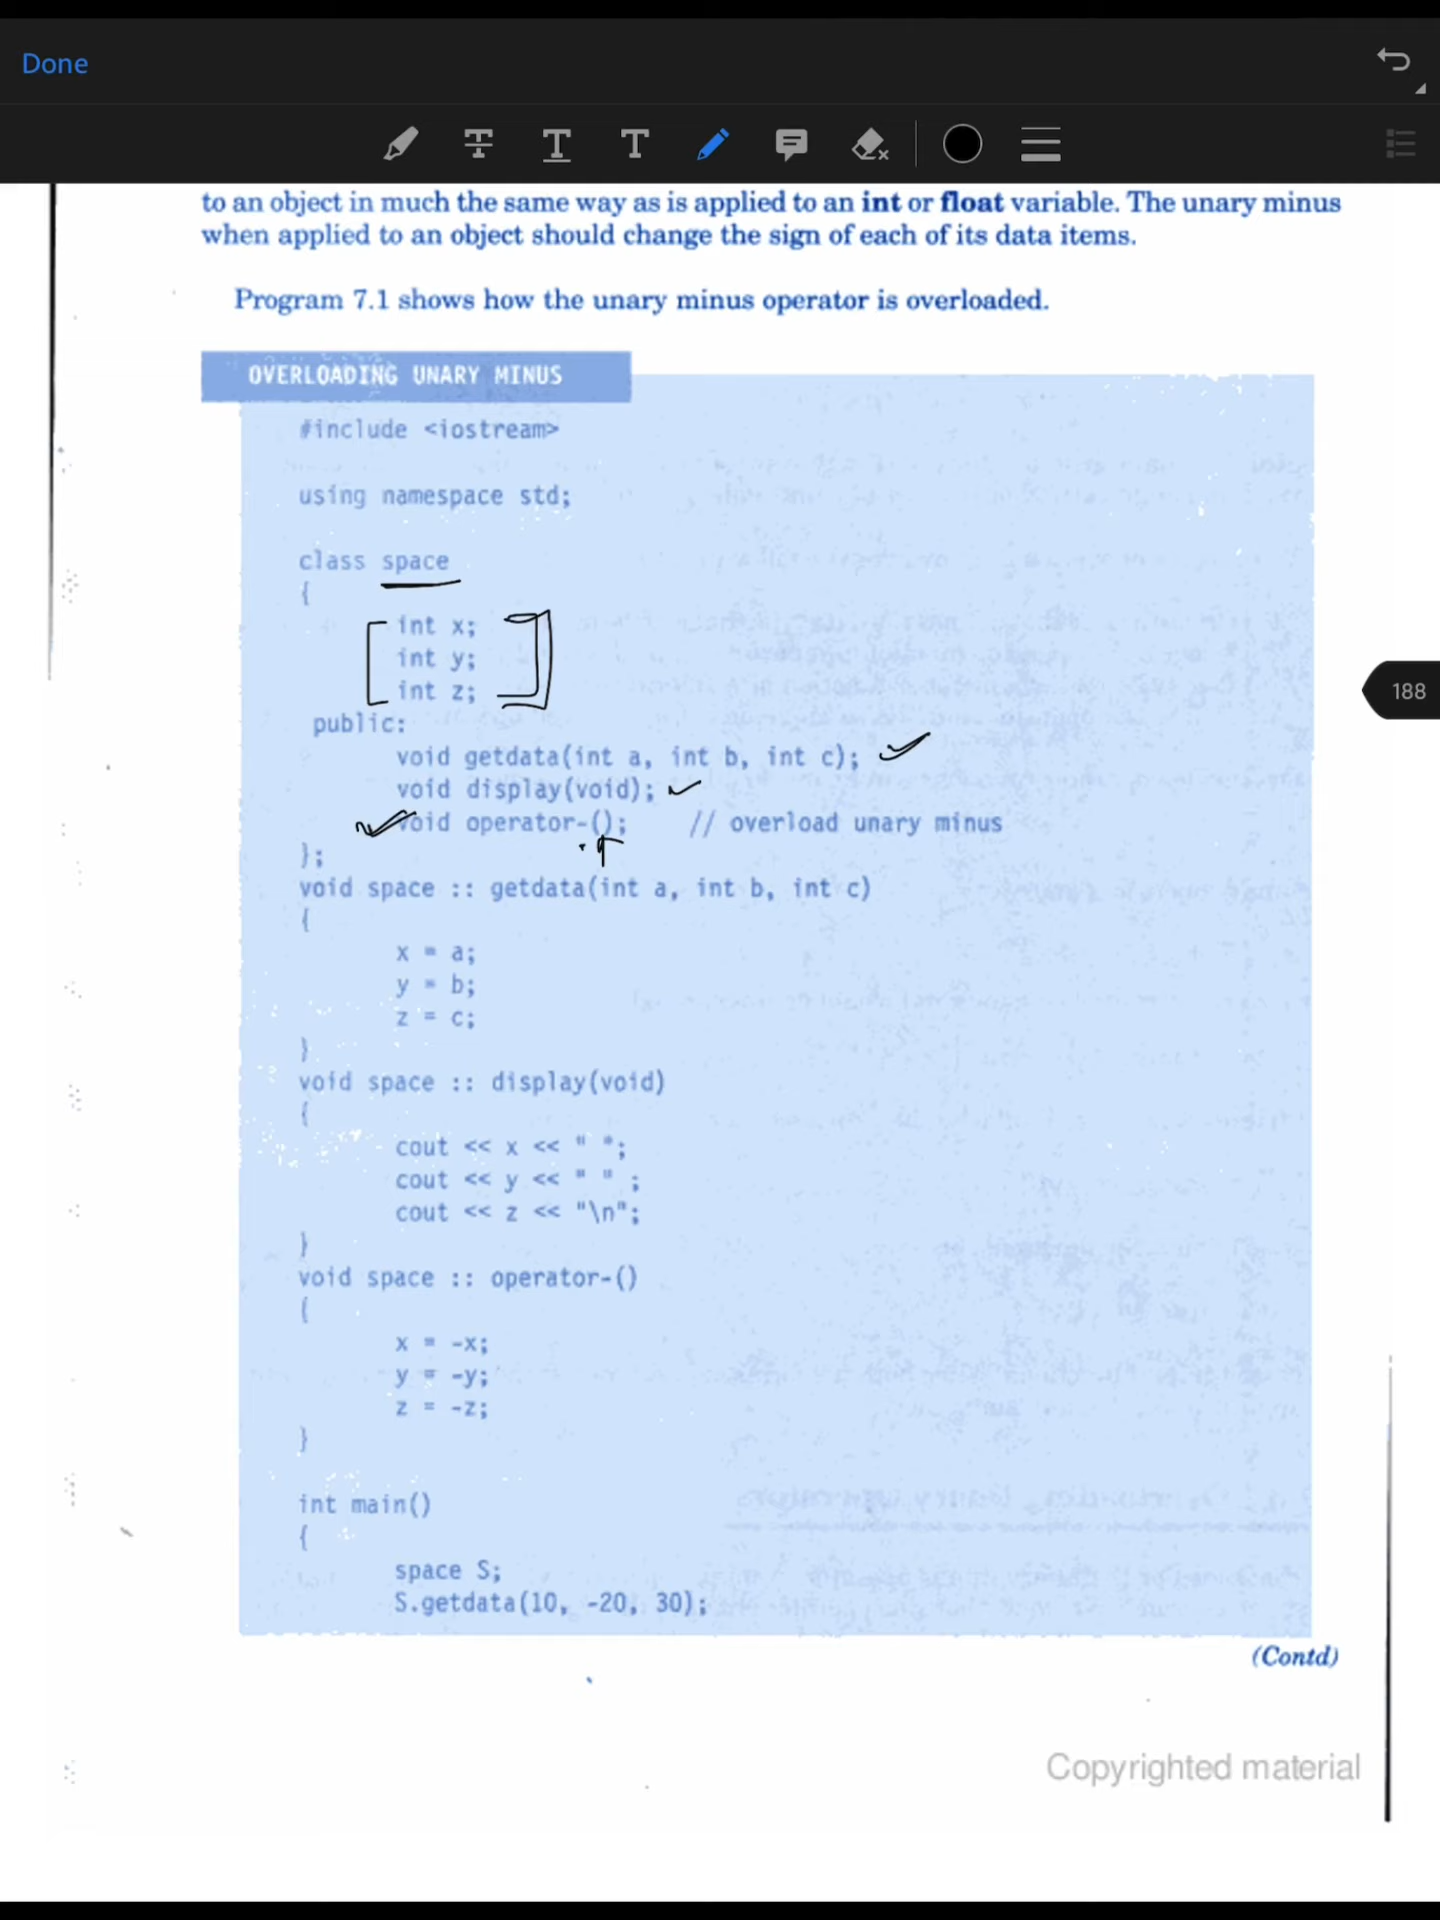 Done
T T T
188
to an object in much the same way as is applied to an int or float variable. The unary minus
when applied to an object should change the sign of each of its data items.
Program 7.1 shows how the unary minus operator is overloaded.
OVERLOADING UNARY MINUS
#include <iostream>
using namespace std;
class space
{
int x;
int y;
int z;
public:
void getdata(int a, int b, int c);
void display(void);
void operator-(); // overload unary minus
};
void space :: getdata(int a, int b, int c)
{
x = a;
y = b;
z = c;
}
void space :: display(void)
{
cout << x << " ";
cout << y << " " ;
cout << z << "\n";
}
void space :: operator-()
{
x = -x;
y = -y;
z = -z;
}
int main()
{
space S;
S.getdata(10, -20, 30);
(Contd)
Copyrighted material